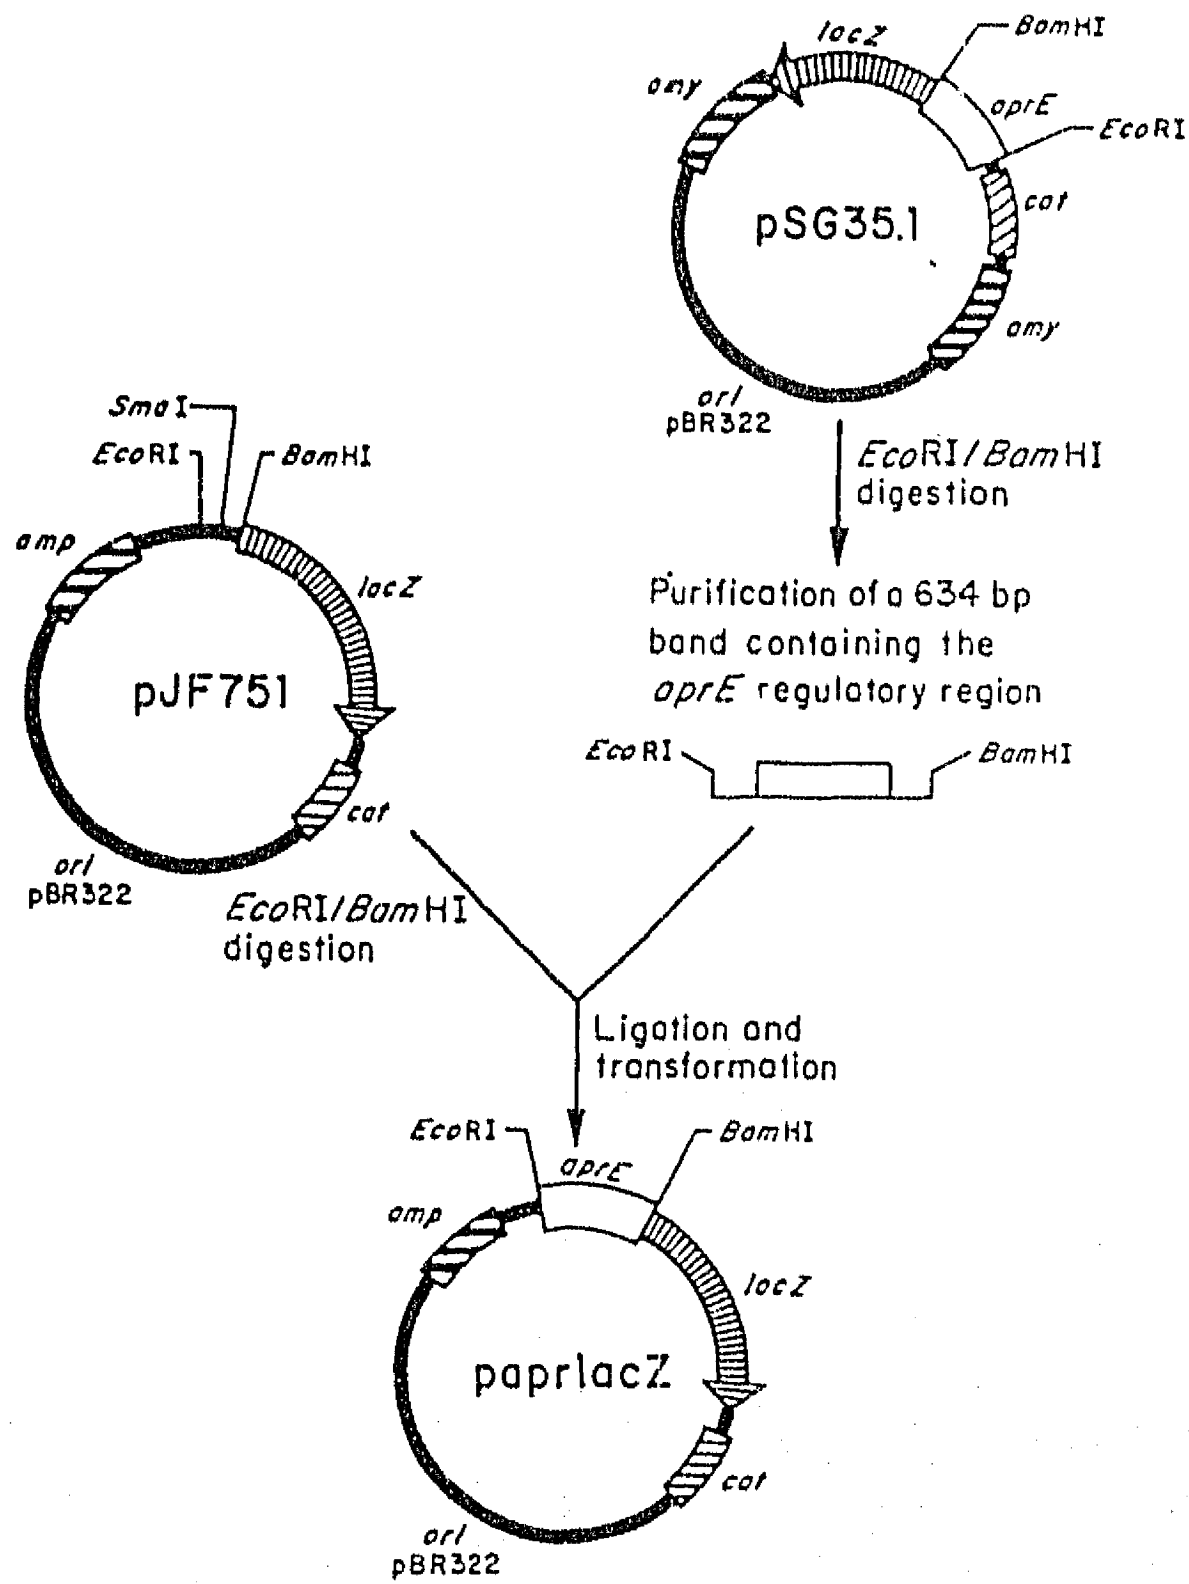 lacZ
BamHI
amy
aprE
EcoRI
cat
pSG35.1
amy
ori
pBR322
EcoRI/BamHI
digestion
SmaI
EcoRI
BamHI
amp
lacZ
pJF751
cat
ori
pBR322
Purification of a 634 bp
band containing the
aprE regulatory region
EcoRI
BamHI
EcoRI/BamHI
digestion
Ligation and
transformation
EcoRI
BamHI
aprE
amp
lacZ
paprlacZ
cat
ori
pBR322